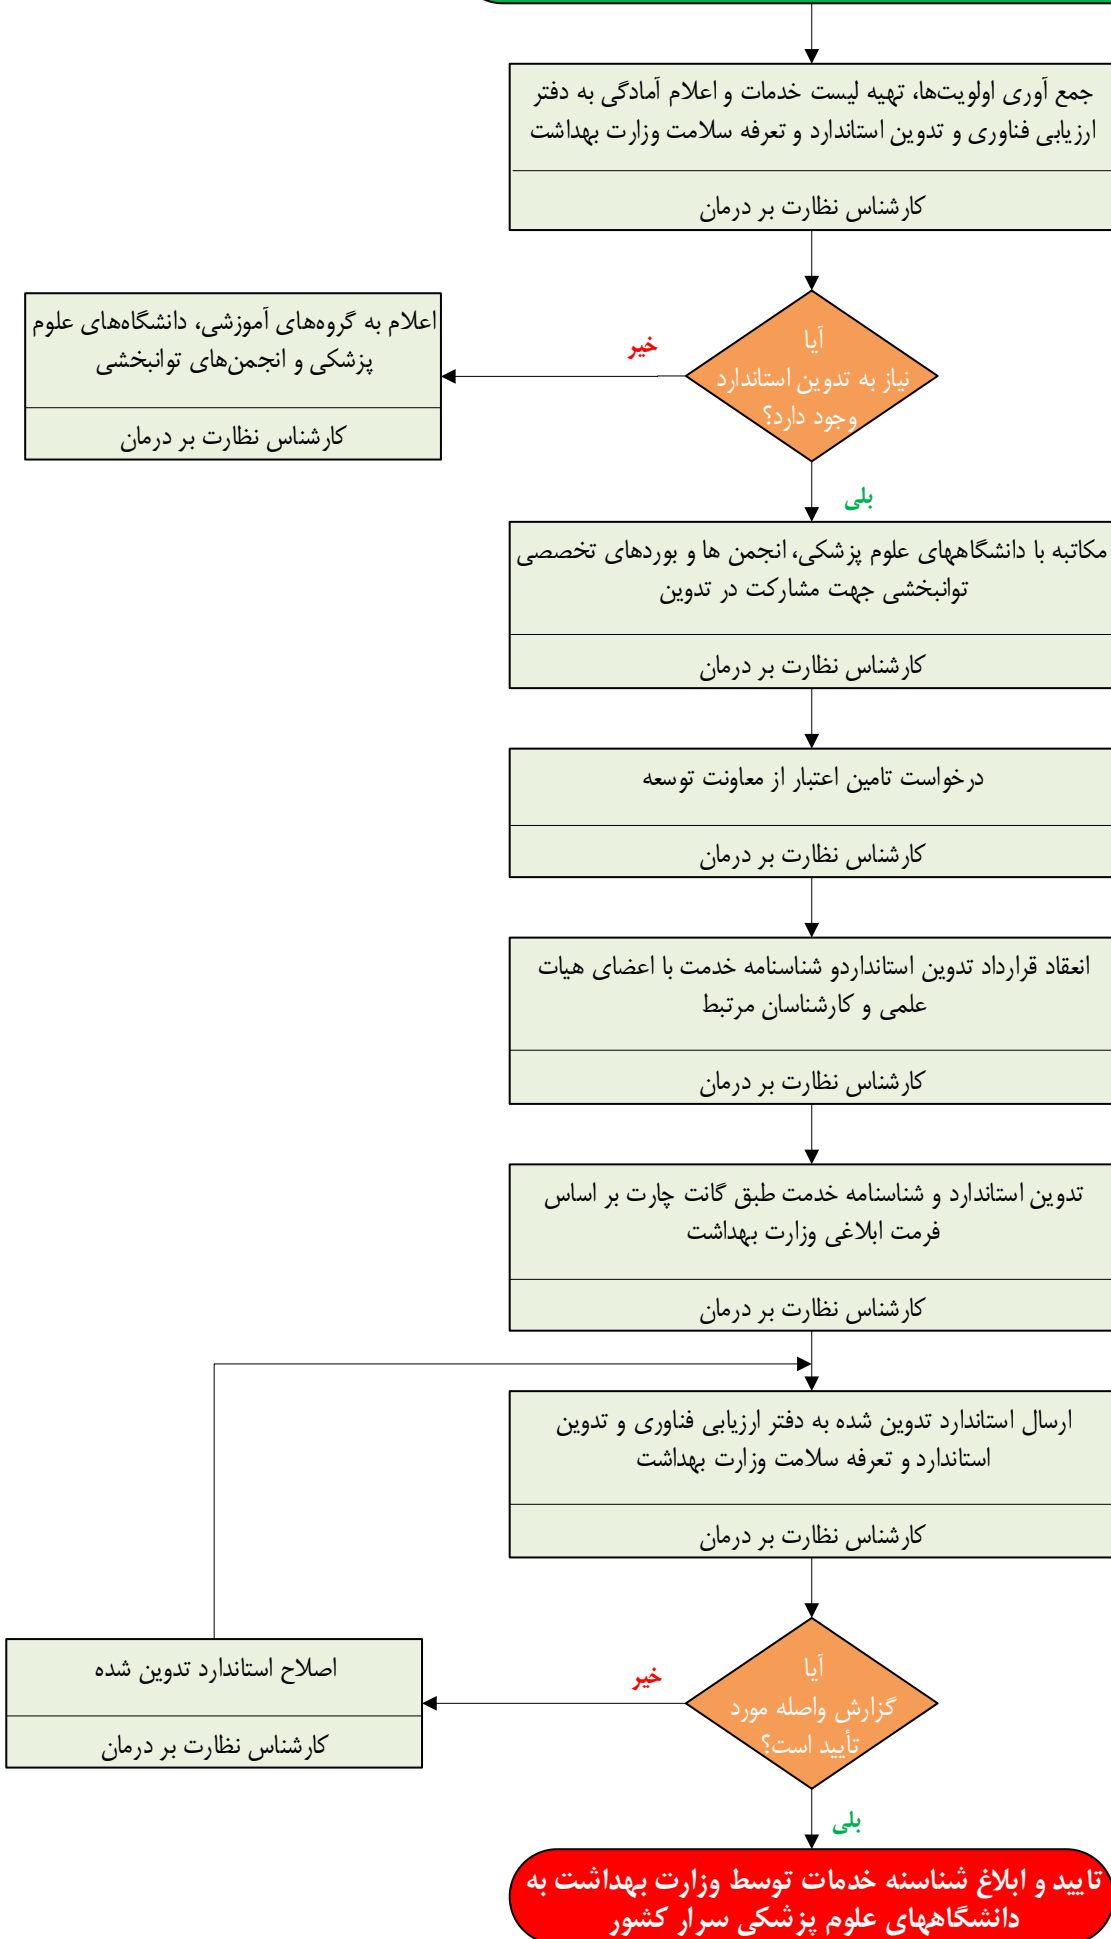 جمع آوری اولویت‌ها، تهیه لیست خدمات و اعلام آمادگی به دفتر
ارزیابی فناوری و تدوین استاندارد و تعرفه سلامت وزارت بهداشت
کارشناس نظارت بر درمان
آیا
نیاز به تدوین استاندارد
وجود دارد؟
خیر
اعلام به گروه‌های آموزشی، دانشگاه‌های علوم
پزشکی و انجمن‌های توانبخشی
کارشناس نظارت بر درمان
بلی
مکاتبه با دانشگاههای علوم پزشکی، انجمن ها و بوردهای تخصصی
توانبخشی جهت مشارکت در تدوین
کارشناس نظارت بر درمان
درخواست تامین اعتبار از معاونت توسعه
کارشناس نظارت بر درمان
انعقاد قرارداد تدوین استانداردو شناسنامه خدمت با اعضای هیات
علمی و کارشناسان مرتبط
کارشناس نظارت بر درمان
تدوین استاندارد و شناسنامه خدمت طبق گانت چارت بر اساس
فرمت ابلاغی وزارت بهداشت
کارشناس نظارت بر درمان
ارسال استاندارد تدوین شده به دفتر ارزیابی فناوری و تدوین
استاندارد و تعرفه سلامت وزارت بهداشت
کارشناس نظارت بر درمان
آیا
گزارش واصله مورد
تأیید است؟
خیر
اصلاح استاندارد تدوین شده
کارشناس نظارت بر درمان
بلی
تایید و ابلاغ شناسنه خدمات توسط وزارت بهداشت به
دانشگاههای علوم پزشکی سرار کشور